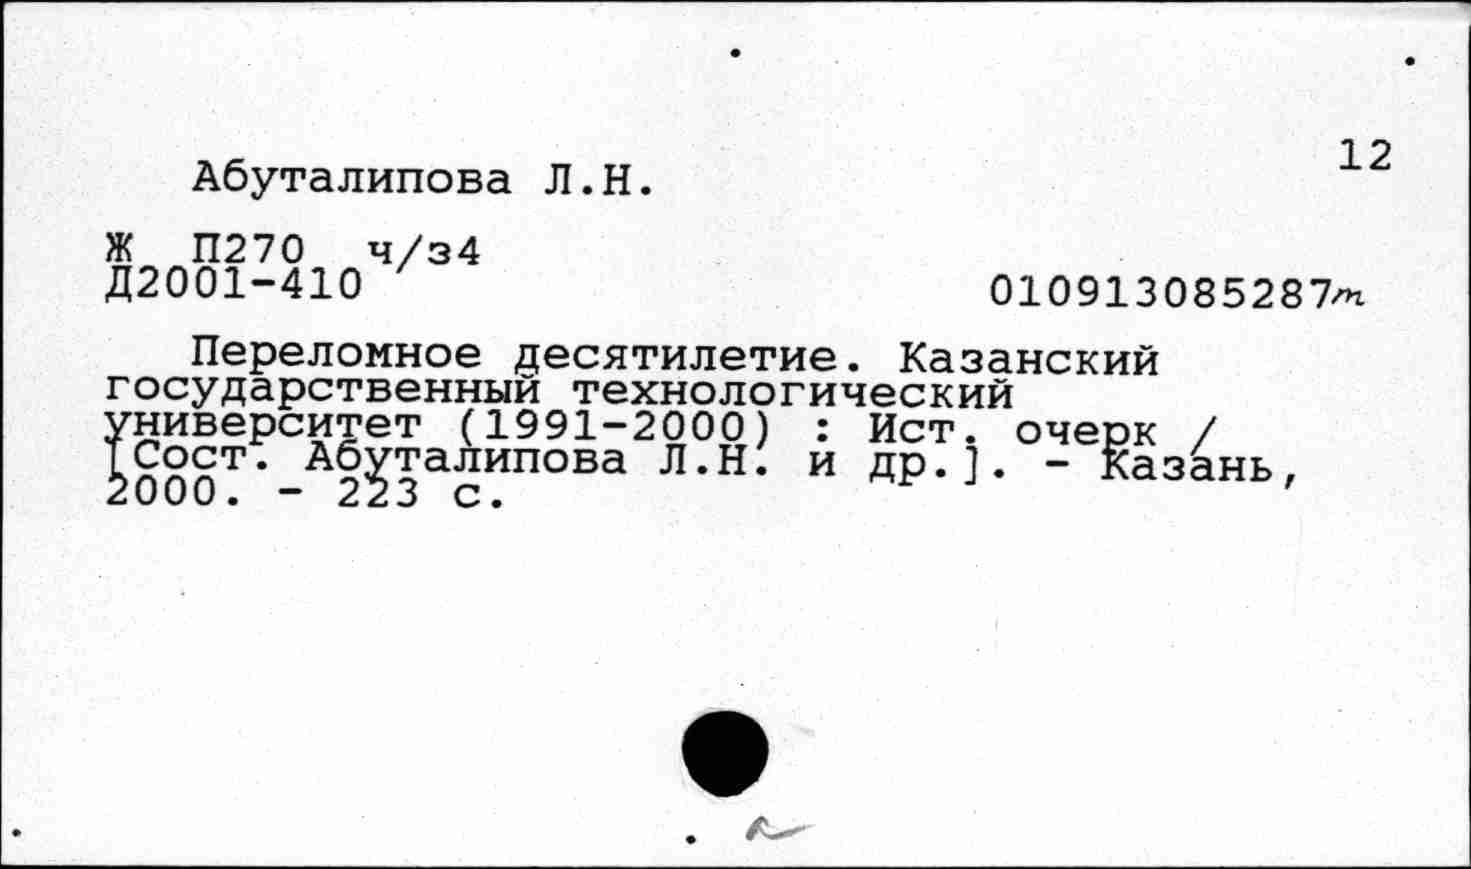 12
Абуталипова Л.Н.
Ж П270 ч/з4
Д2001-410
010913085287т
Переломное десятилетие. Казанский
государственный технологический
университет (1991-2000) : Ист. очерк /
[Сост. Абуталипова Л.Н. и др.]. - Казань,
2000. - 223 с.